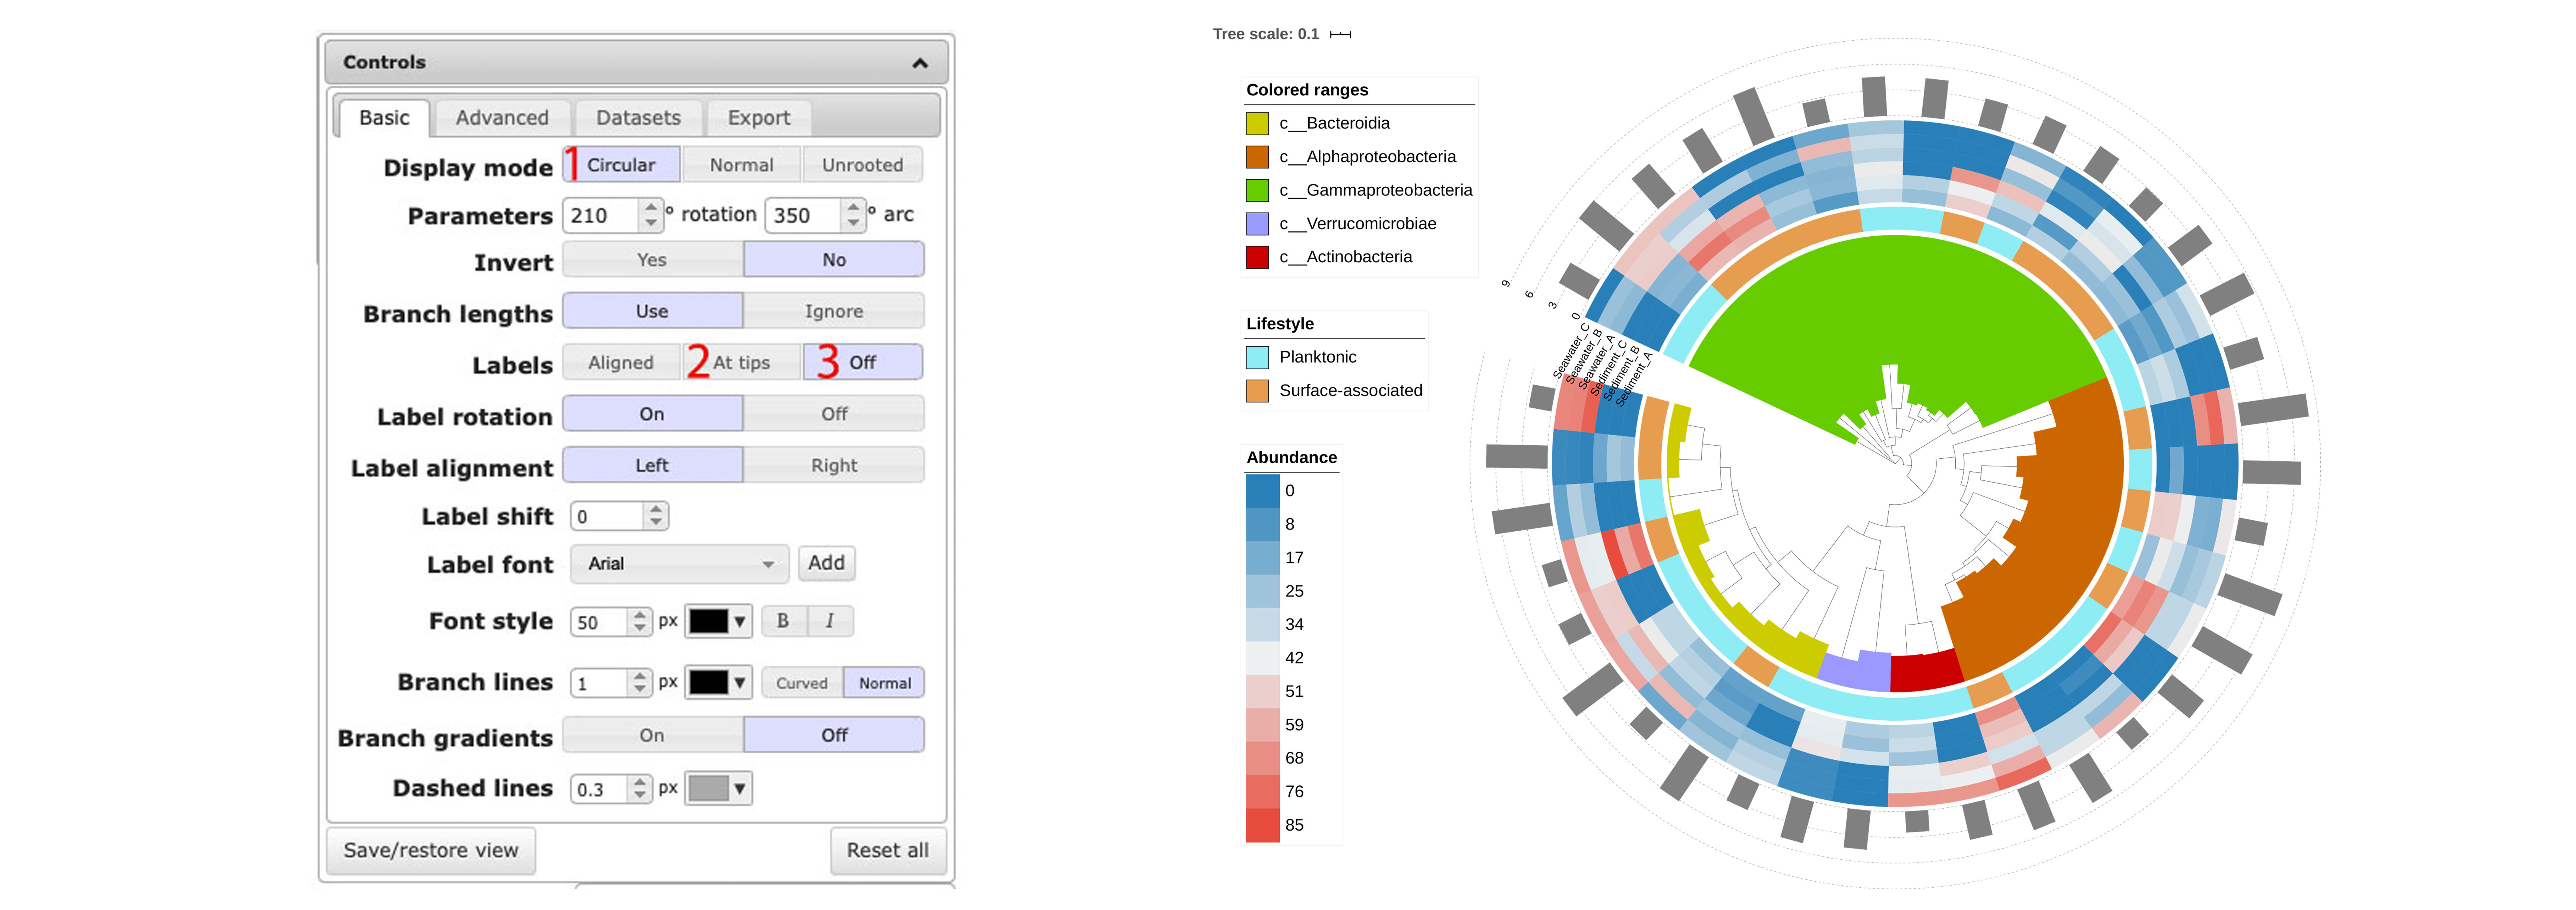 Controls
Basic Advanced Datasets Export
Display mode 1 Circular Normal Unrooted
Parameters 210 ° rotation 350 ° arc
Invert Yes No
Branch lengths Use Ignore
Labels Aligned 2 At tips 3 Off
Label rotation On Off
Label alignment Left Right
Label shift 0
Label font Arial Add
Font style 50 px B I
Branch lines 1 px Curved Normal
Branch gradients On Off
Dashed lines 0.3 px
Save/restore view Reset all
Tree scale: 0.1
Colored ranges
c__Bacteroidia
c__Alphaproteobacteria
c__Gammaproteobacteria
c__Verrucomicrobiae
c__Actinobacteria
Lifestyle
Planktonic
Surface-associated
Abundance
0
8
17
25
34
42
51
59
68
76
85
9
6
3
0
Seawater_C
Seawater_B
Seawater_A
Sediment_C
Sediment_B
Sediment_A